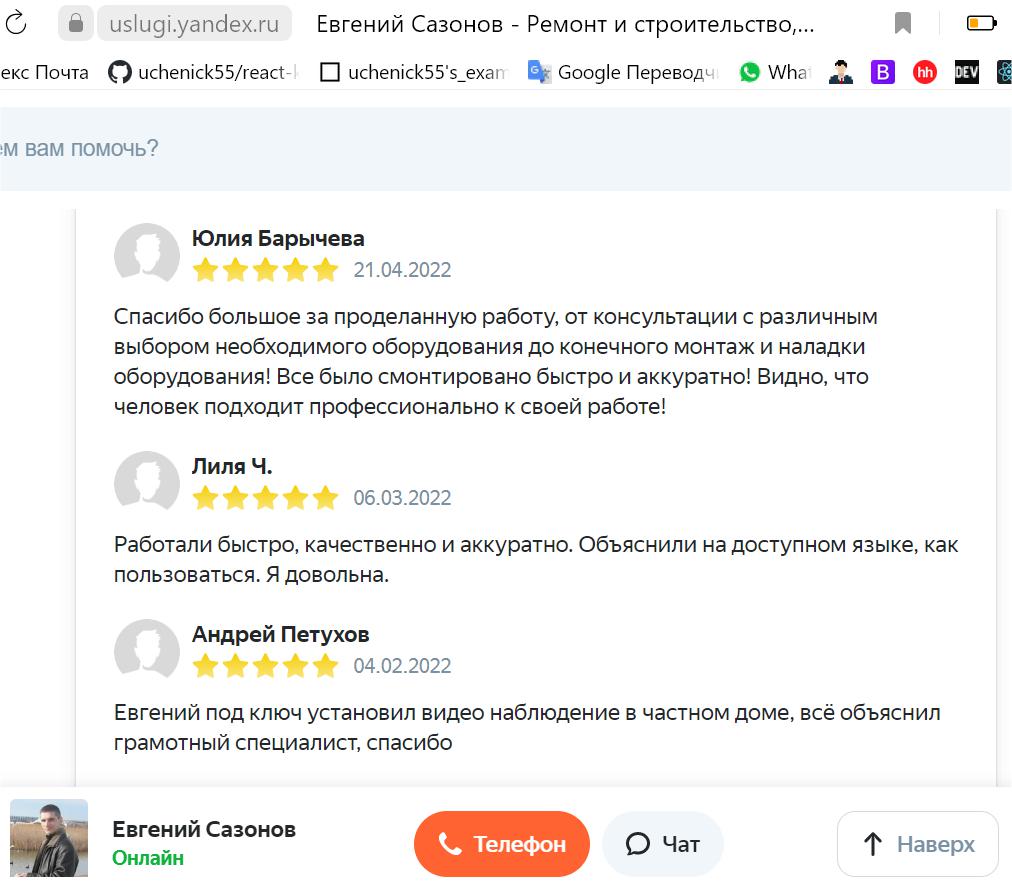 uslugi.yandex.ru Евгений Сазонов - Ремонт и строительство,...
екс Почта uchenick55/react-k uchenick55's_exam Google Переводчи What B hh DEV
ем вам помочь?
Юлия Барычева
21.04.2022
Спасибо большое за проделанную работу, от консультации с различным
выбором необходимого оборудования до конечного монтаж и наладки
оборудования! Все было смонтировано быстро и аккуратно! Видно, что
человек подходит профессионально к своей работе!
Лиля Ч.
06.03.2022
Работали быстро, качественно и аккуратно. Объяснили на доступном языке, как
пользоваться. Я довольна.
Андрей Петухов
04.02.2022
Евгений под ключ установил видео наблюдение в частном доме, всё объяснил
грамотный специалист, спасибо
Евгений Сазонов
Онлайн
Телефон
Чат
Наверх